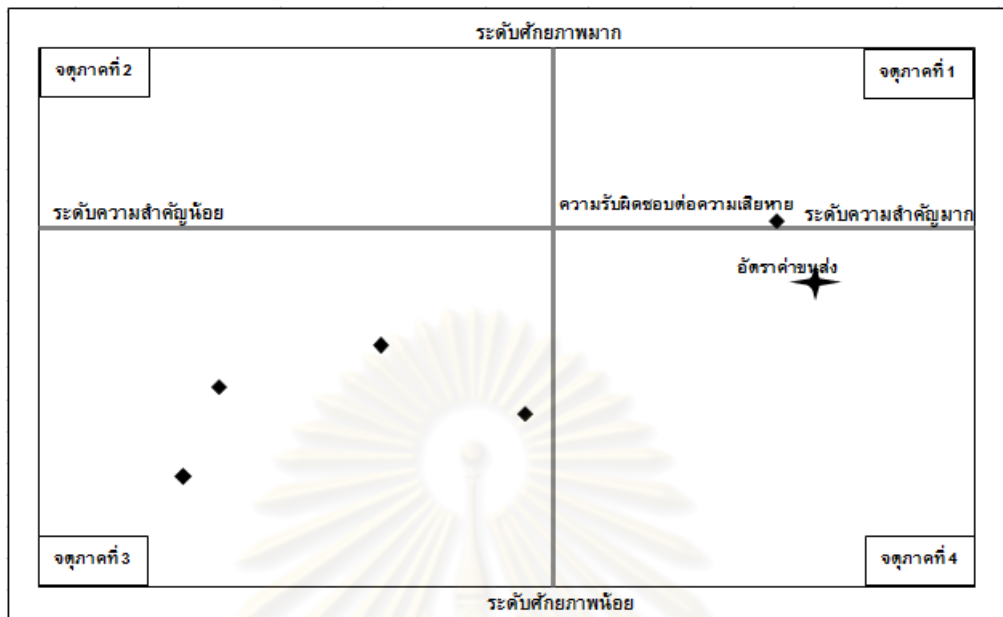 ระดับศักยภาพมาก
จตุภาคที่ 2
จตุภาคที่ 1
ความรับผิดชอบต่อความเสียหาย
ระดับความสำคัญน้อย
ระดับความสำคัญมาก
อัตราค่าขนส่ง
จตุภาคที่ 3
จตุภาคที่ 4
ระดับศักยภาพน้อย